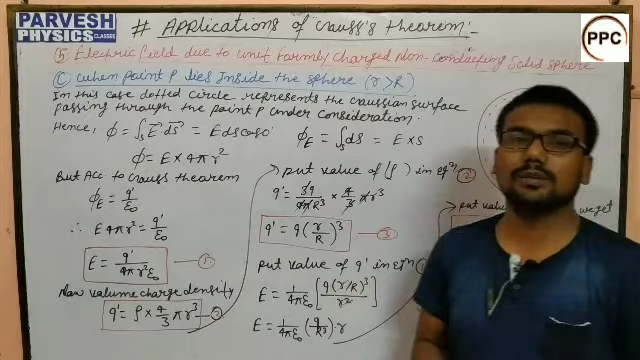 PARVESH
PHYSICS CLASSES
# Applications of Gauss's theorem:-
PPC
⑤ Electric field due to uniformly charged Non-conducting Solid sphere
Ⓒ when Point P lies Inside the sphere (r>R)
In this case dotted circle represents the Gaussian surface
passing through the point P under consideration.
Hence, ϕ = ∫s E⃗·ds⃗ = E ds cos0° ϕE = ∫s ds = E × S
ϕ = E × 4πr²
But Acc to Gauss theorem
ϕE = q'/ε₀
∴ E 4πr² = q'/ε₀
E = q'/4πr²ε₀ —①
Now volume charge density
q' = ρ × 4/3 πr³ —②
put value of (ρ) in eqⁿ ②
q' = 3q/4πR³ × 4/3 πr³
q' = q(r/R)³ —③
put value of q' in eqⁿ ①
E = 1/4πε₀ [q(r/R)³/r²]
E = 1/4πε₀ (q/R³)·r
put value
we get